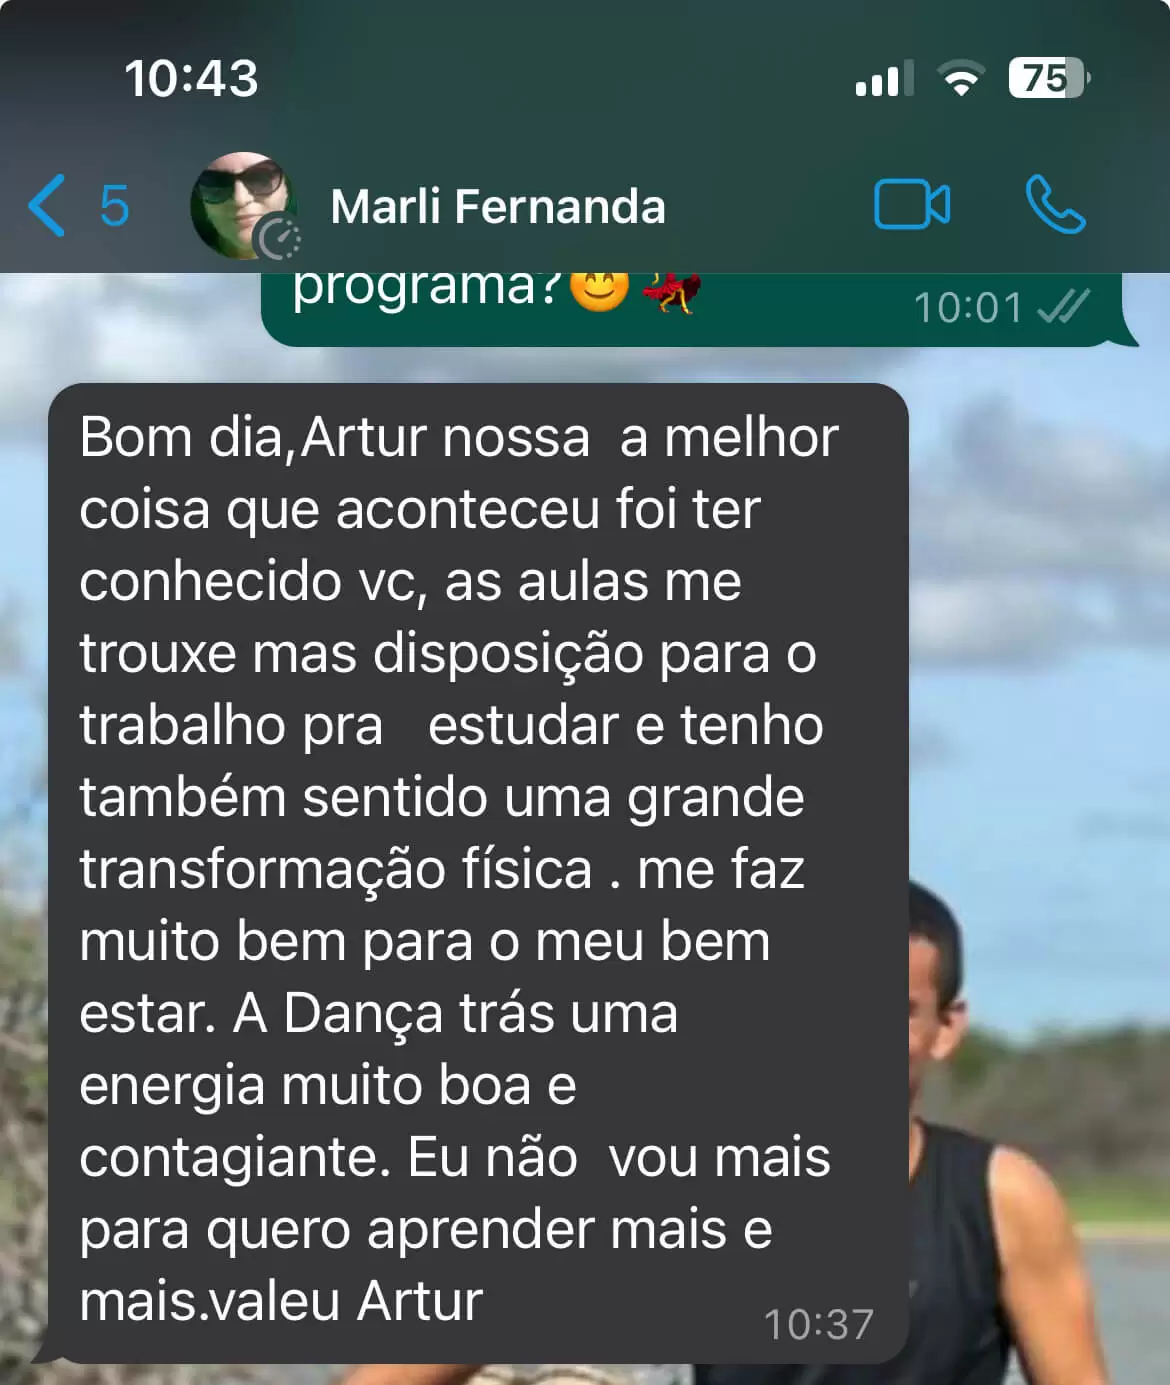 10:43
75
5
Marli Fernanda
programa?😊💃
10:01
Bom dia,Artur nossa  a melhor
coisa que aconteceu foi ter
conhecido vc, as aulas me
trouxe mas disposição para o
trabalho pra   estudar e tenho
também sentido uma grande
transformação física . me faz
muito bem para o meu bem
estar. A Dança trás uma
energia muito boa e
contagiante. Eu não  vou mais
para quero aprender mais e
mais.valeu Artur
10:37